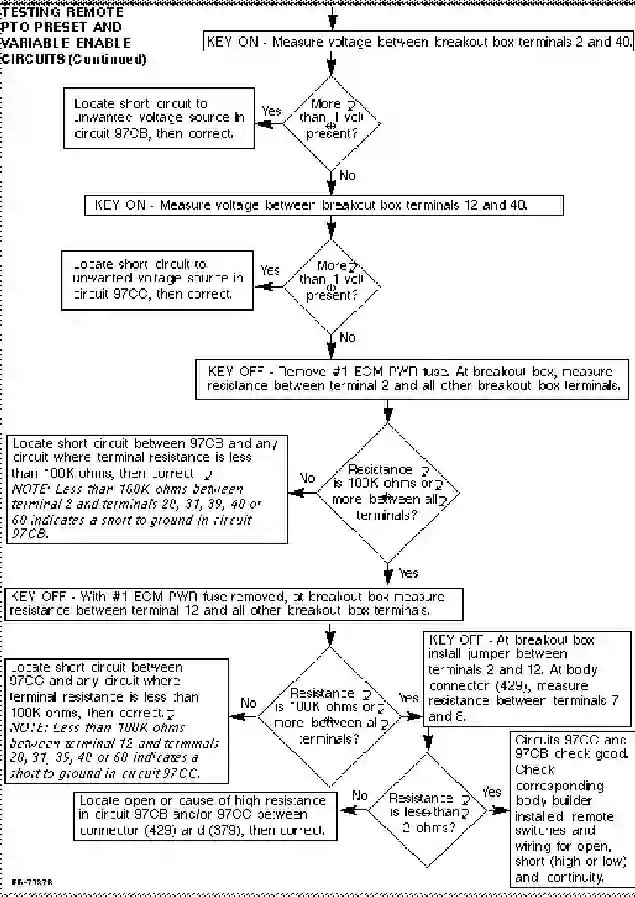 TESTING REMOTE
PTO PRESET AND
VARIABLE ENABLE
CIRCUITS (Continued)
KEY ON - Measure voltage between breakout box terminals 2 and 40.
Locate short circuit to
unwanted voltage source in
circuit 97CB, then correct.
Yes
More
than 1 volt
present?
No
KEY ON - Measure voltage between breakout box terminals 12 and 40.
Locate short circuit to
unwanted voltage source in
circuit 97CC, then correct.
Yes
More
than 1 volt
present?
No
KEY OFF - Remove #1 ECM PWR fuse. At breakout box, measure
resistance between terminal 2 and all other breakout box terminals.
Locate short circuit between 97CB and any
circuit where terminal resistance is less
than 100K ohms, then correct
NOTE: Less than 100K ohms between
terminal 2 and terminals 20, 31, 39, 40 or
60 indicates a short to ground in circuit
97CB.
No
Resistance
is 100K ohms or
more between all
terminals?
Yes
KEY OFF - With #1 ECM PWR fuse removed, at breakout box measure
resistance between terminal 12 and all other breakout box terminals.
Locate short circuit between
97CC and any circuit where
terminal resistance is less than
100K ohms, then correct
NOTE: Less than 100K ohms
between terminal 12 and terminals
20, 31, 39, 40 or 60 indicates a
short to ground in circuit 97CC.
No
Resistance
is 100K ohms or
more between all
terminals?
Yes
KEY OFF - At breakout box
install jumper between
terminals 2 and 12. At body
connector (429), measure
resistance between terminals 7
and
Locate open or cause of high resistance
in circuit 97CB and/or 97CC between
connector (429) and (379), then correct.
No
Resistance
is less than
2 ohms?
Yes
Circuits 97CC and
97CB check good.
Check
corresponding
body builder
installed remote
switches and
wiring for open,
short (high or low)
and continuity.